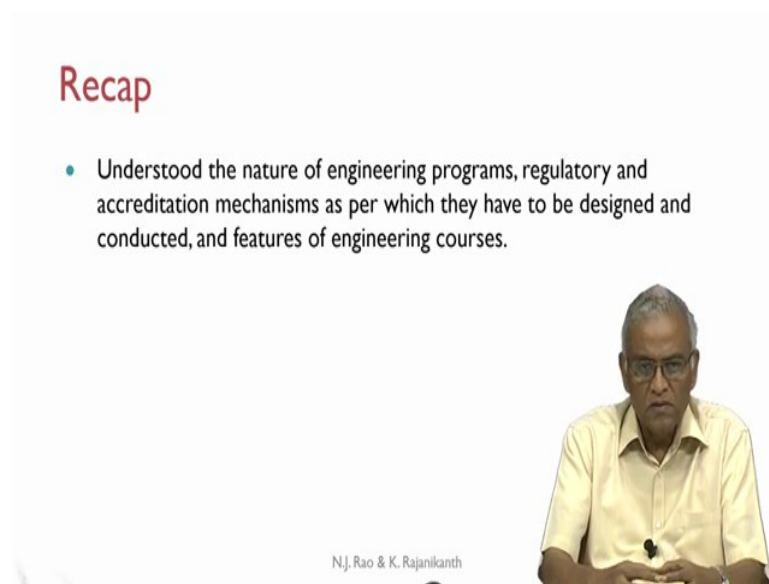 Recap
• Understood the nature of engineering programs, regulatory and
accreditation mechanisms as per which they have to be designed and
conducted, and features of engineering courses.
N.J. Rao & K. Rajanikanth